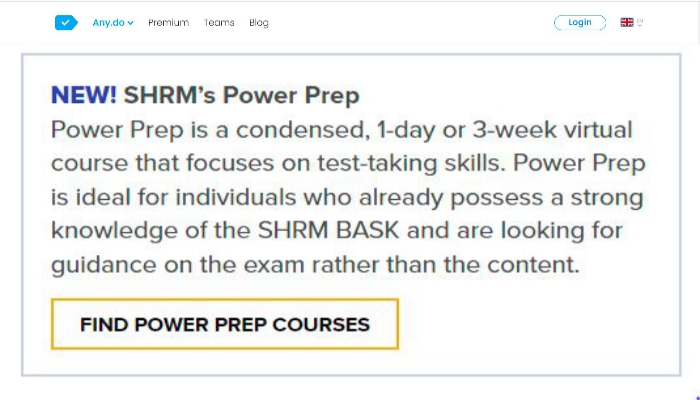 Any.do Premium Teams Blog Login
NEW! SHRM's Power Prep
Power Prep is a condensed, 1-day or 3-week virtual
course that focuses on test-taking skills. Power Prep
is ideal for individuals who already possess a strong
knowledge of the SHRM BASK and are looking for
guidance on the exam rather than the content.
FIND POWER PREP COURSES